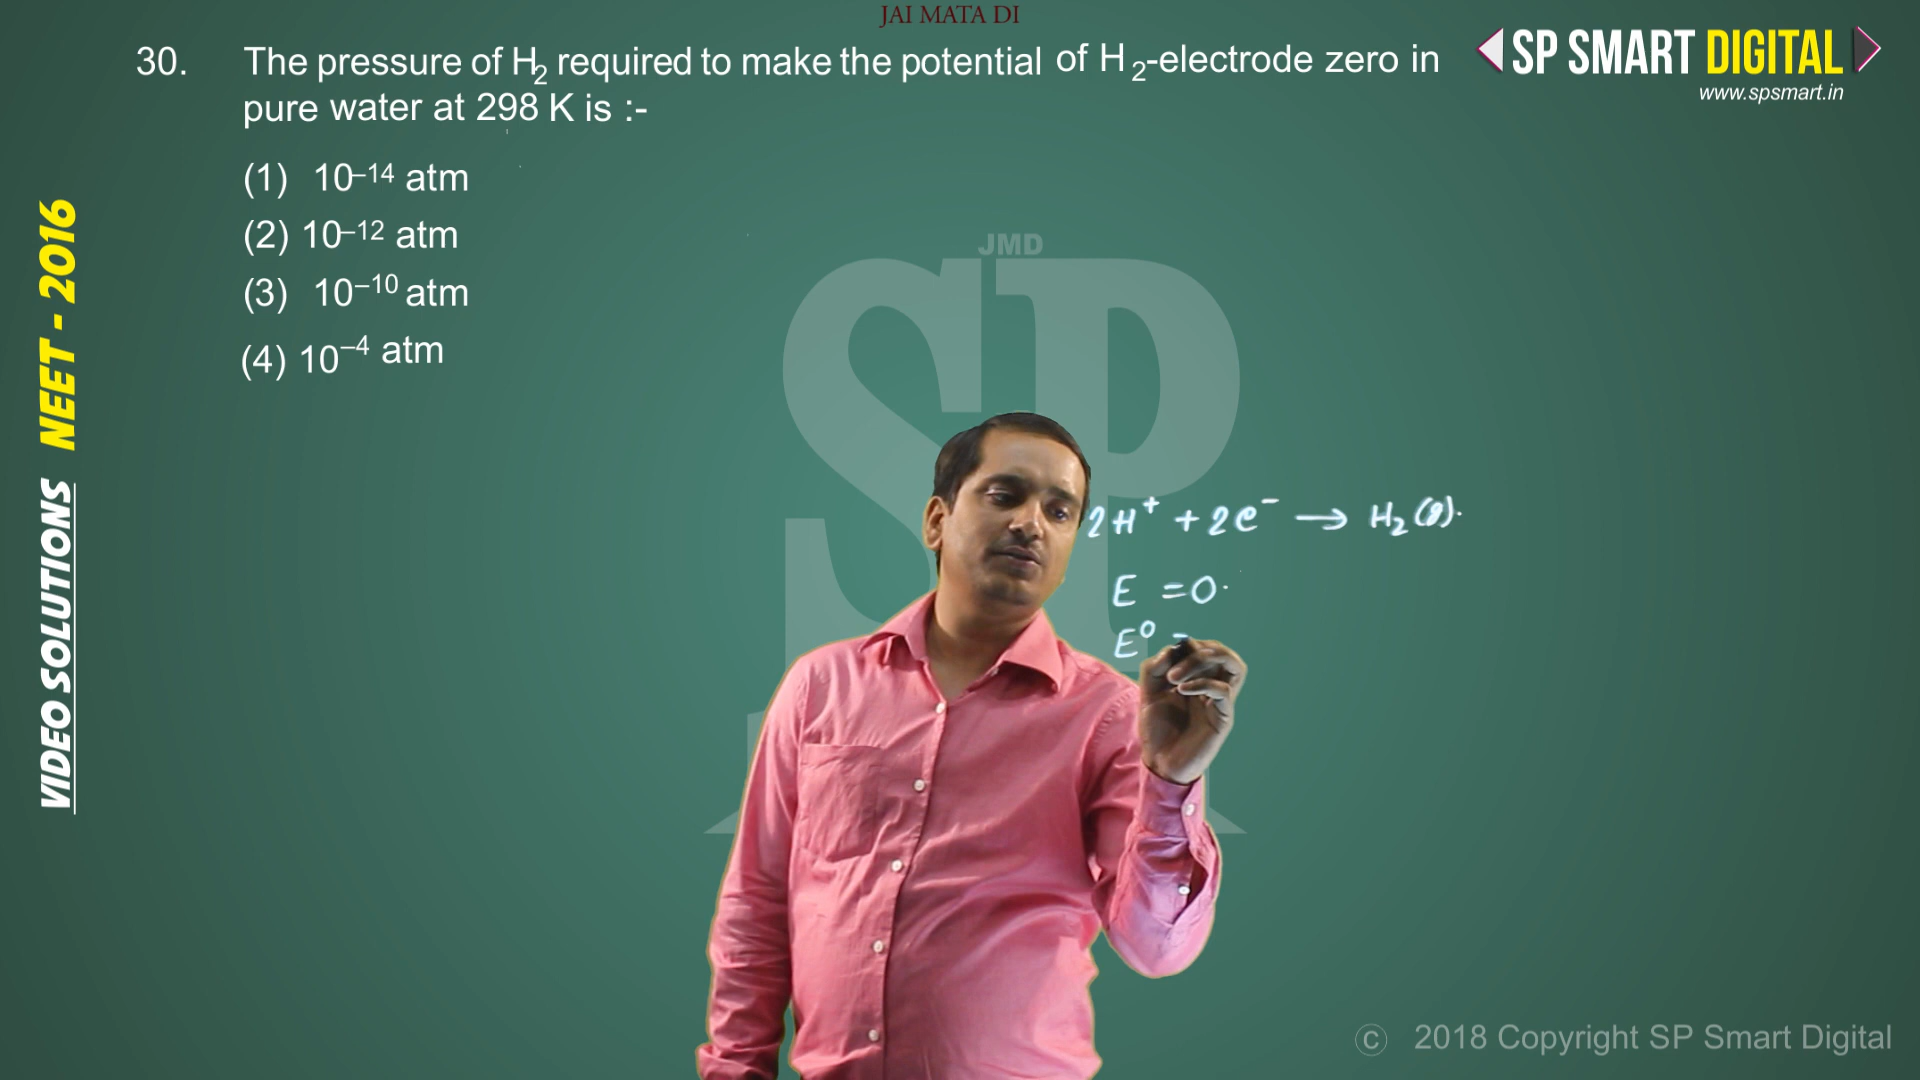 JAI MATA DI
30. The pressure of H₂ required to make the potential of H₂-electrode zero in
pure water at 298 K is :-
(1) 10⁻¹⁴ atm
(2) 10⁻¹² atm
(3) 10⁻¹⁰ atm
(4) 10⁻⁴ atm
SP SMART DIGITAL
www.spsmart.in
VIDEO SOLUTIONS NEET - 2016
JMD
SP
2H⁺ + 2e⁻ → H₂(g).
E = 0.
E⁰ =
© 2018 Copyright SP Smart Digital